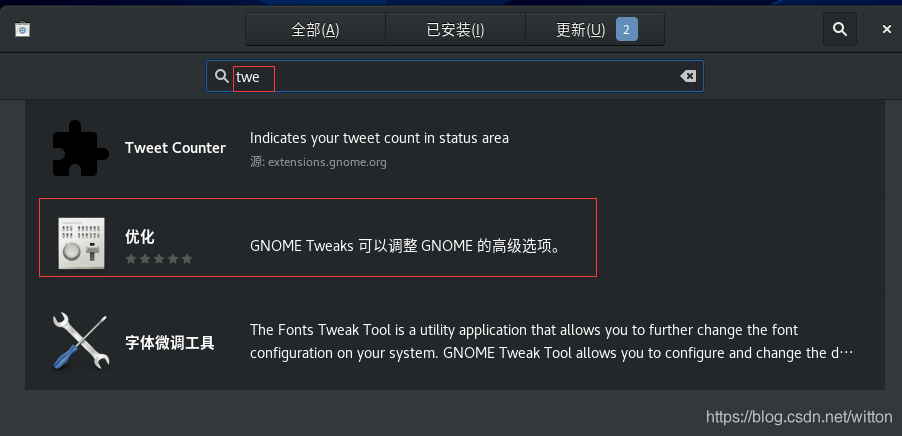 全部(A)
已安装(I)
更新(U) 2
twe
Tweet Counter
Indicates your tweet count in status area
源: extensions.gnome.org
优化
GNOME Tweaks 可以调整 GNOME 的高级选项。
字体微调工具
The Fonts Tweak Tool is a utility application that allows you to further change the font
configuration on your system. GNOME Tweak Tool allows you to configure and change the d…
https://blog.csdn.net/witton